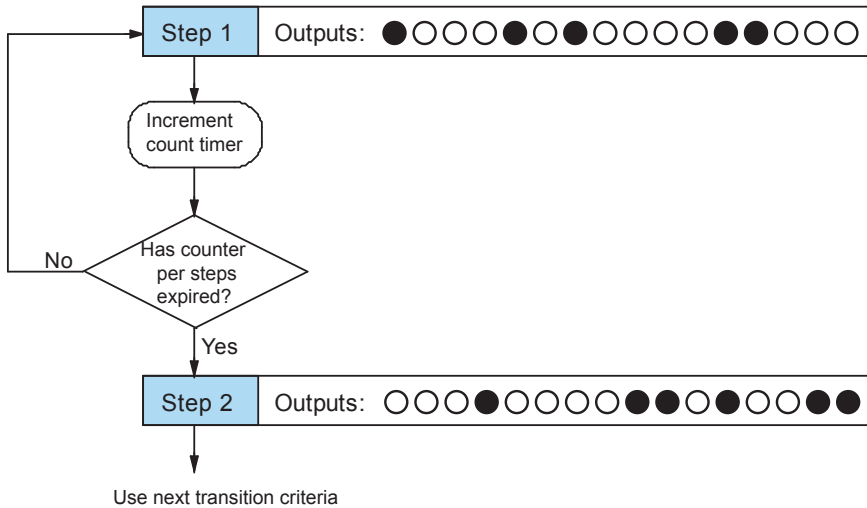 Step 1 Outputs:
Increment
count timer
No
Has counter
per steps
expired?
Yes
Step 2 Outputs:
Use next transition criteria